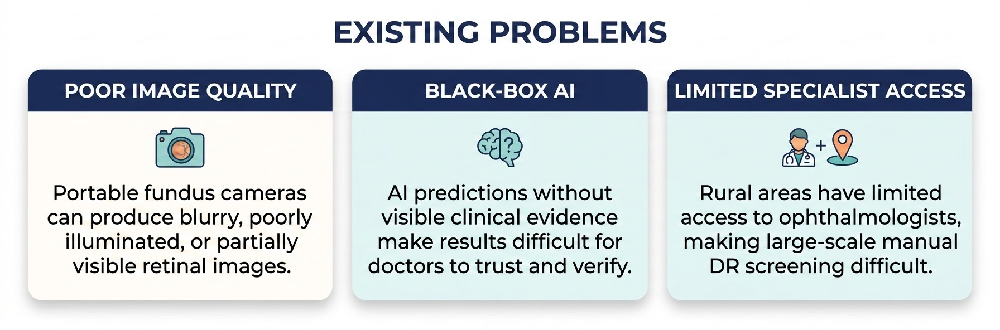 EXISTING PROBLEMS
POOR IMAGE QUALITY
Portable fundus cameras
can produce blurry, poorly
illuminated, or partially
visible retinal images.
BLACK-BOX AI
?
AI predictions without
visible clinical evidence
make results difficult for
doctors to trust and verify.
LIMITED SPECIALIST ACCESS
+
Rural areas have limited
access to ophthalmologists,
making large-scale manual
DR screening difficult.